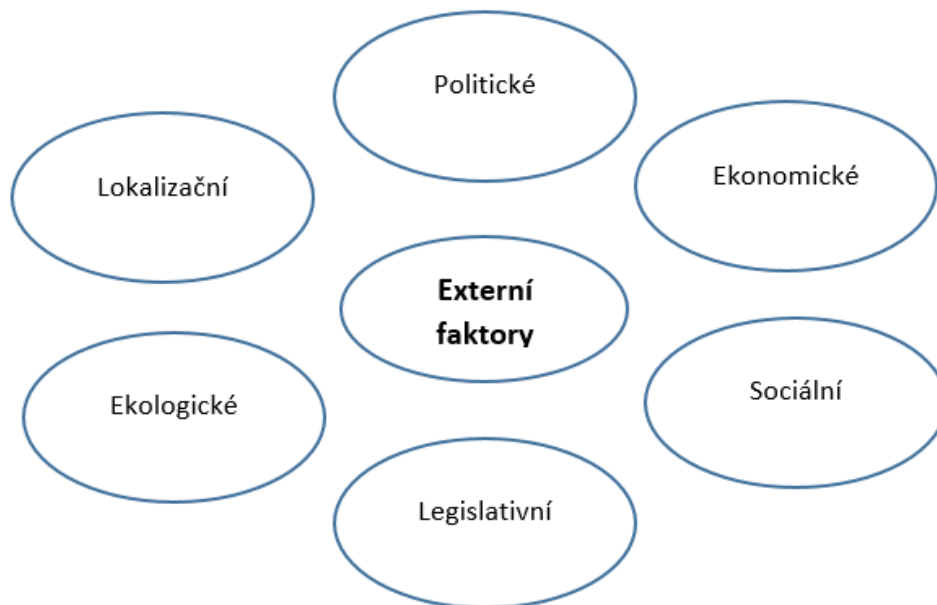 Politické
Lokalizační
Ekonomické
Externí
faktory
Ekologické
Sociální
Legislativní